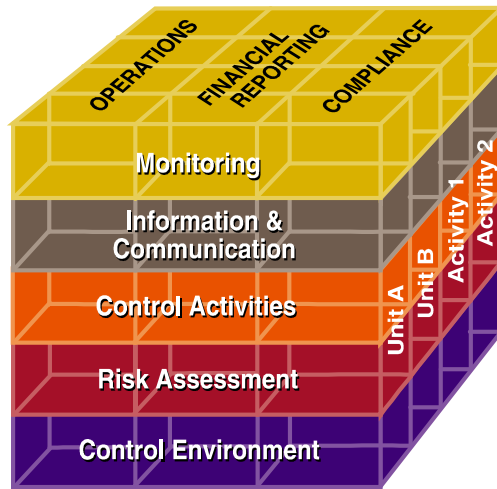 OPERATIONS
FINANCIAL
REPORTING
COMPLIANCE
Monitoring
Information &
Communication
Control Activities
Risk Assessment
Control Environment
Unit A
Unit B
Activity 1
Activity 2